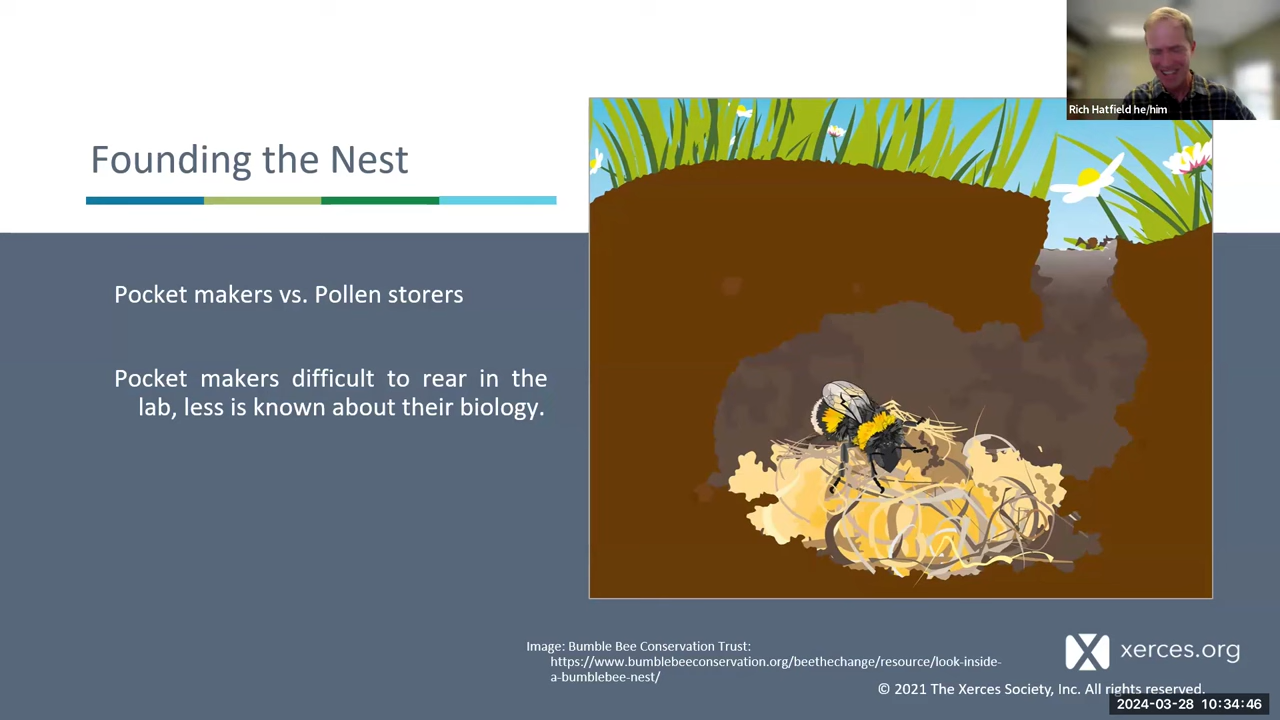 Rich Hatfield he/him
Founding the Nest
Pocket makers vs. Pollen storers
Pocket makers difficult to rear in the
lab, less is known about their biology.
Image: Bumble Bee Conservation Trust:
https://www.bumblebeeconservation.org/beethechange/resource/look-inside-
a-bumblebee-nest/
xerces.org
© 2021 The Xerces Society, Inc. All rights reserved.
2024-03-28 10:34:46